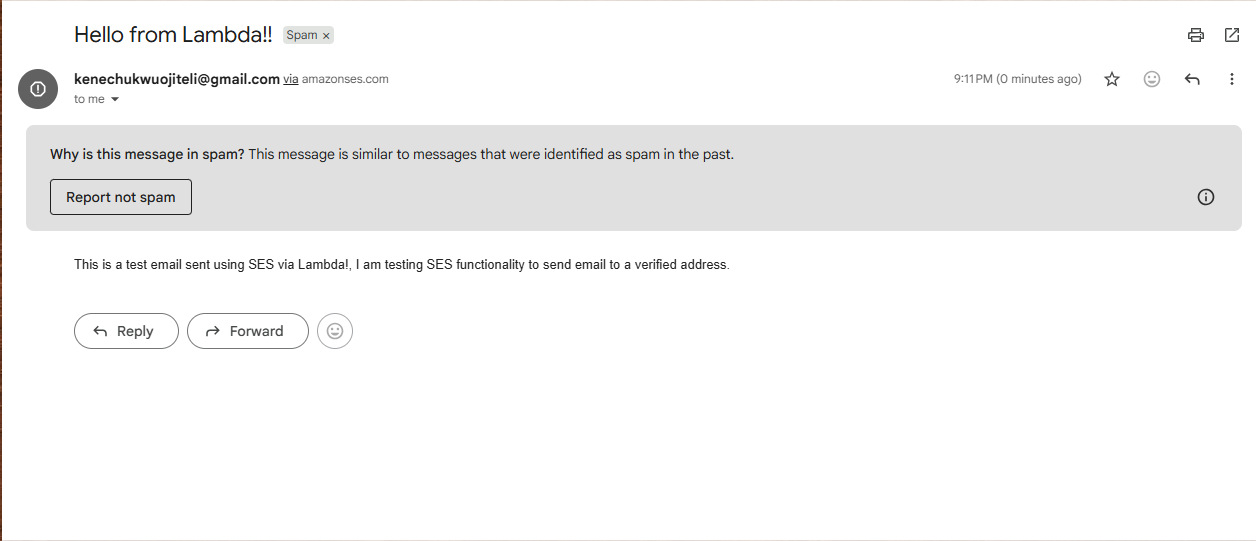 Hello from Lambda!! Spam x
kenechukwuojiteli@gmail.com via amazonses.com 9:11 PM (0 minutes ago)
to me
Why is this message in spam? This message is similar to messages that were identified as spam in the past.
Report not spam
This is a test email sent using SES via Lambda!, I am testing SES functionality to send email to a verified address.
Reply Forward